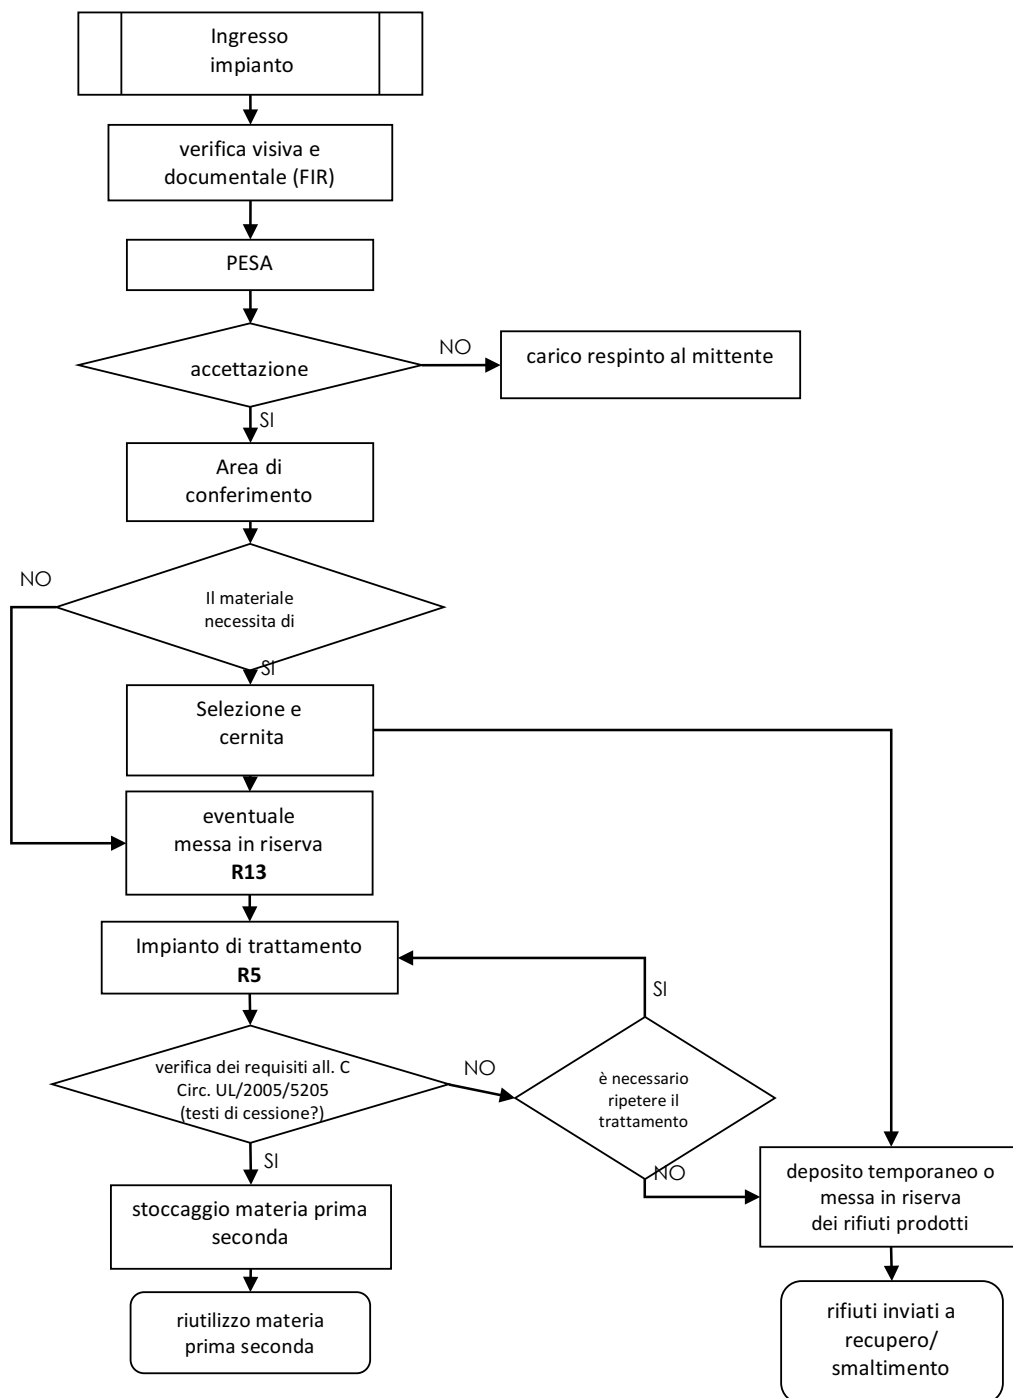 Ingresso
impianto
verifica visiva e
documentale (FIR)
PESA
accettazione
NO
carico respinto al mittente
SI
Area di
conferimento
NO
Il materiale
necessita di
SI
Selezione e
cernita
eventuale
messa in riserva
R13
Impianto di trattamento
R5
SI
verifica dei requisiti all. C
Circ. UL/2005/5205
(testi di cessione?)
NO
è necessario
ripetere il
trattamento
SI
NO
stoccaggio materia prima
seconda
deposito temporaneo o
messa in riserva
dei rifiuti prodotti
riutilizzo materia
prima seconda
rifiuti inviati a
recupero/
smaltimento